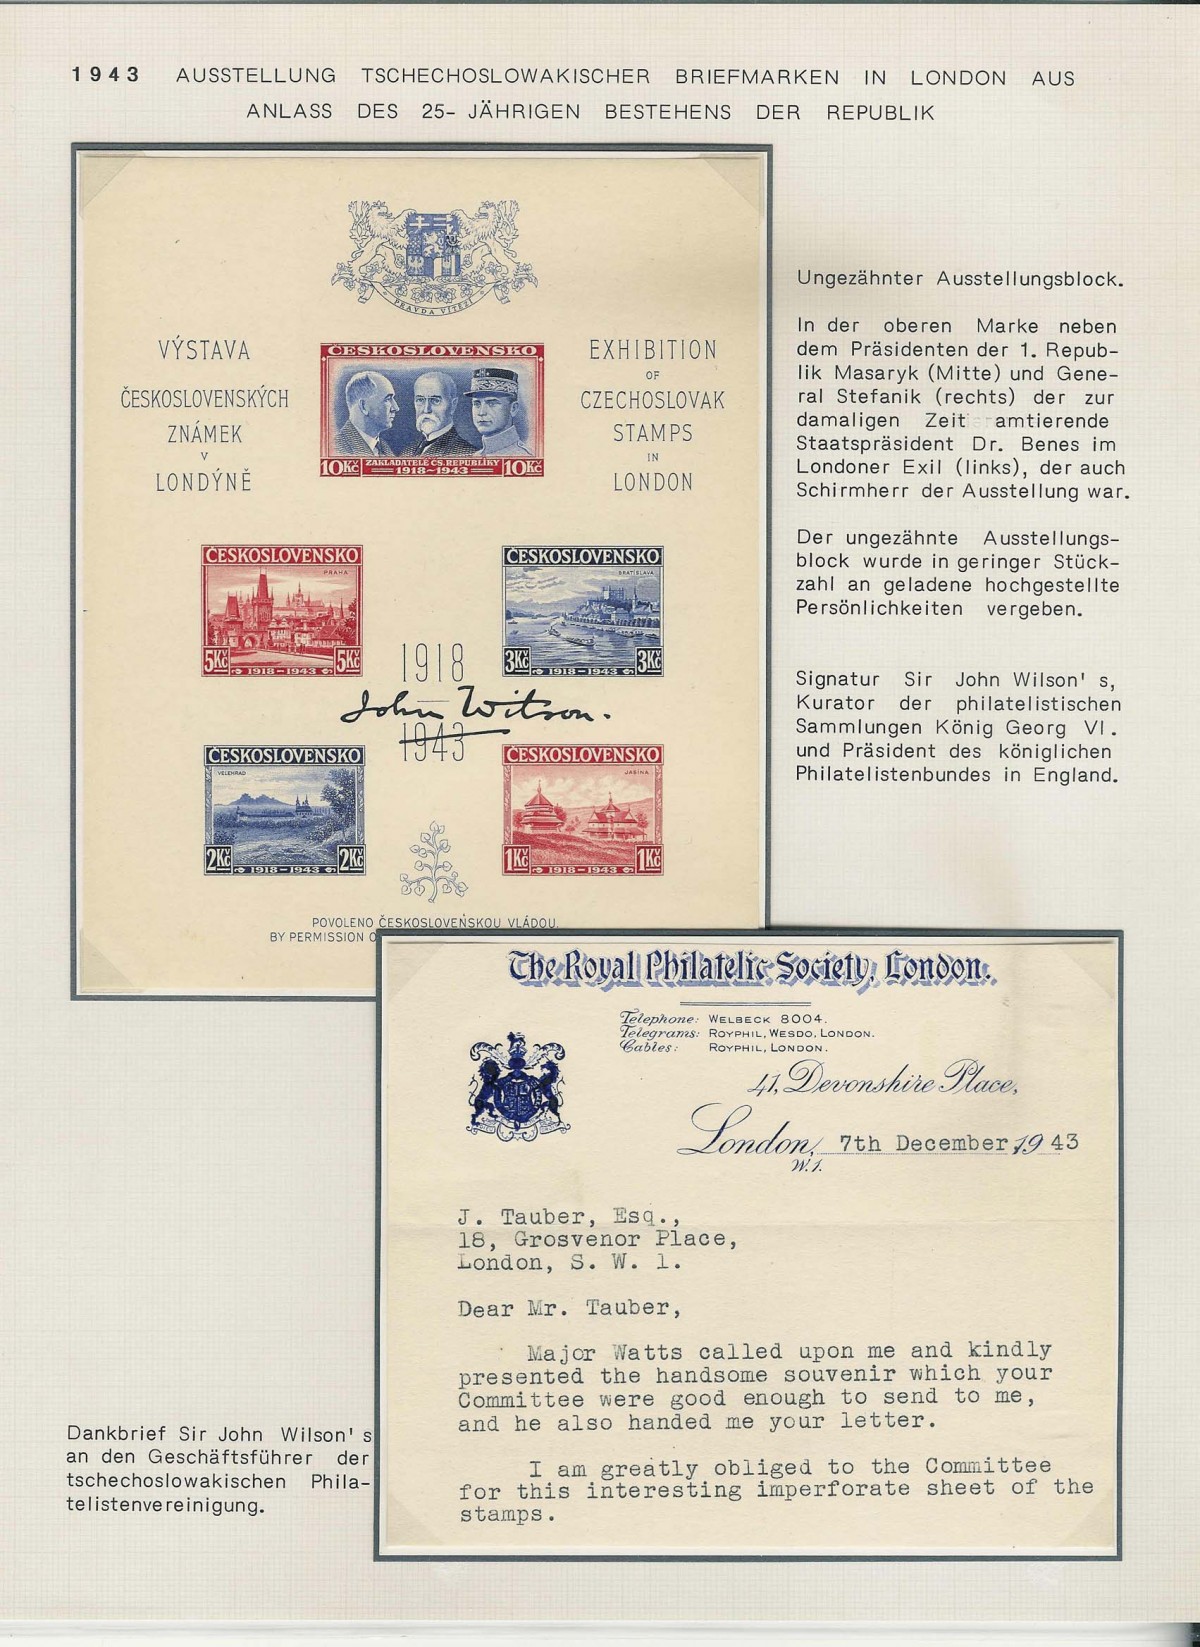 1943 AUSSTELLUNG TSCHECHOSLOWAKISCHER BRIEFMARKEN IN LONDON AUS
ANLASS DES 25- JÄHRIGEN BESTEHENS DER REPUBLIK
PRAVDA VÍTĚZÍ
VÝSTAVA
ČESKOSLOVENSKÝCH
ZNÁMEK
V
LONDÝNĚ
ČESKOSLOVENSKO
10Kč ZAKLADATELÉ ČS. REPUBLIKY 10Kč
1918-1943
EXHIBITION
OF
CZECHOSLOVAK
STAMPS
IN
LONDON
ČESKOSLOVENSKO
PRAHA
5Kč 1918-1943 5Kč
ČESKOSLOVENSKO
BRATISLAVA
3Kč 1918-1943 3Kč
1918
John Wilson.
1943
ČESKOSLOVENSKO
VELEHRAD
2Kč 1918-1943 2Kč
ČESKOSLOVENSKO
JASINA
1Kč 1918-1943 1Kč
POVOLENO ČESKOSLOVENSKOU VLÁDOU
BY PERMISSION O
Ungezähnter Ausstellungsblock.
In der oberen Marke neben
dem Präsidenten der 1. Repub-
lik Masaryk (Mitte) und Gene-
ral Stefanik (rechts) der zur
damaligen Zeit amtierende
Staatspräsident Dr. Benes im
Londoner Exil (links), der auch
Schirmherr der Ausstellung war.
Der ungezähnte Ausstellungs-
block wurde in geringer Stück-
zahl an geladene hochgestellte
Persönlichkeiten vergeben.
Signatur Sir John Wilson' s,
Kurator der philatelistischen
Sammlungen König Georg VI.
und Präsident des königlichen
Philatelistenbundes in England.
The Royal Philatelic Society, London.
Telephone: WELBECK 8004.
Telegrams: ROYPHIL, WESDO, LONDON.
Cables: ROYPHIL, LONDON.
41, Devonshire Place,
London, 7th December, 1943
W.1.
J. Tauber, Esq.,
18, Grosvenor Place,
London, S. W. 1.
Dear Mr. Tauber,
Major Watts called upon me and kindly
presented the handsome souvenir which your
Committee were good enough to send to me,
and he also handed me your letter.
I am greatly obliged to the Committee
for this interesting imperforate sheet of the
stamps.
Dankbrief Sir John Wilson' s
an den Geschäftsführer der
tschechoslowakischen Phila-
telistenvereinigung.